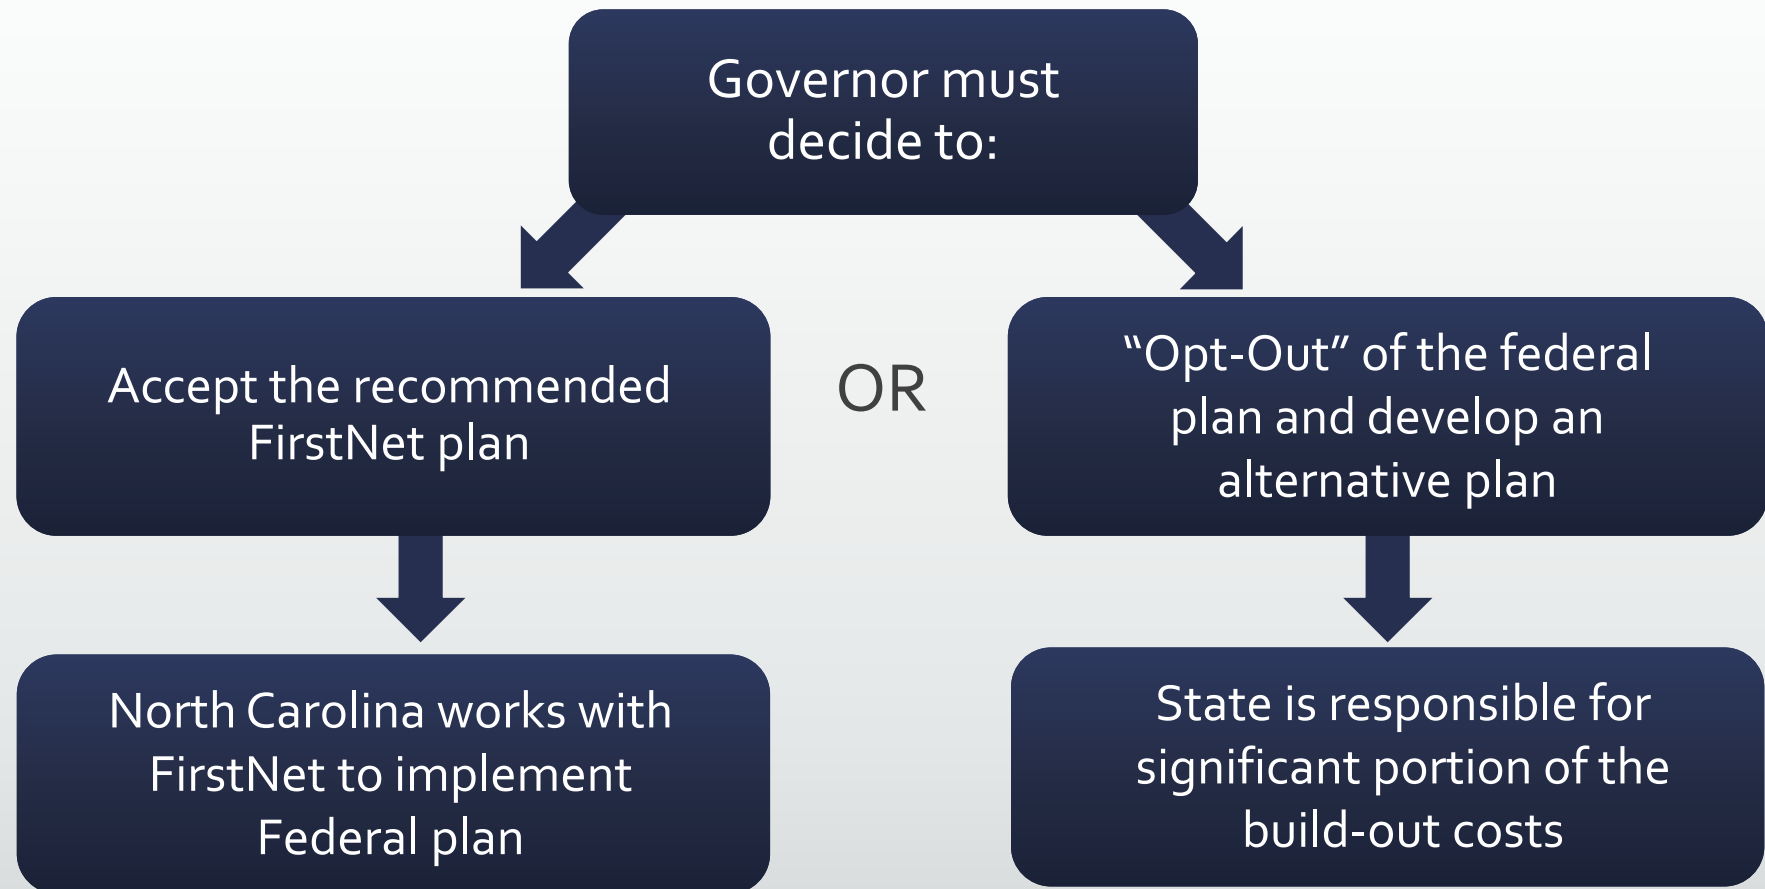 Governor must
decide to:
Accept the recommended
FirstNet plan
OR
“Opt-Out” of the federal
plan and develop an
alternative plan
North Carolina works with
FirstNet to implement
Federal plan
State is responsible for
significant portion of the
build-out costs